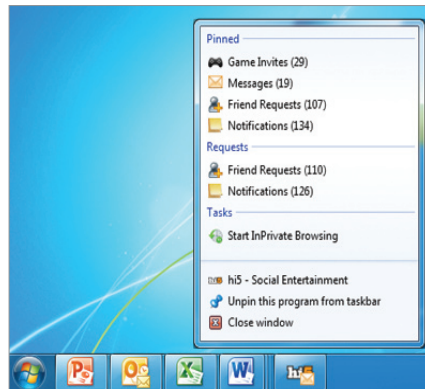 Pinned
Game Invites (29)
Messages (19)
Friend Requests (107)
Notifications (134)
Requests
Friend Requests (110)
Notifications (126)
Tasks
Start InPrivate Browsing
hi5 - Social Entertainment
Unpin this program from taskbar
Close window
hi5